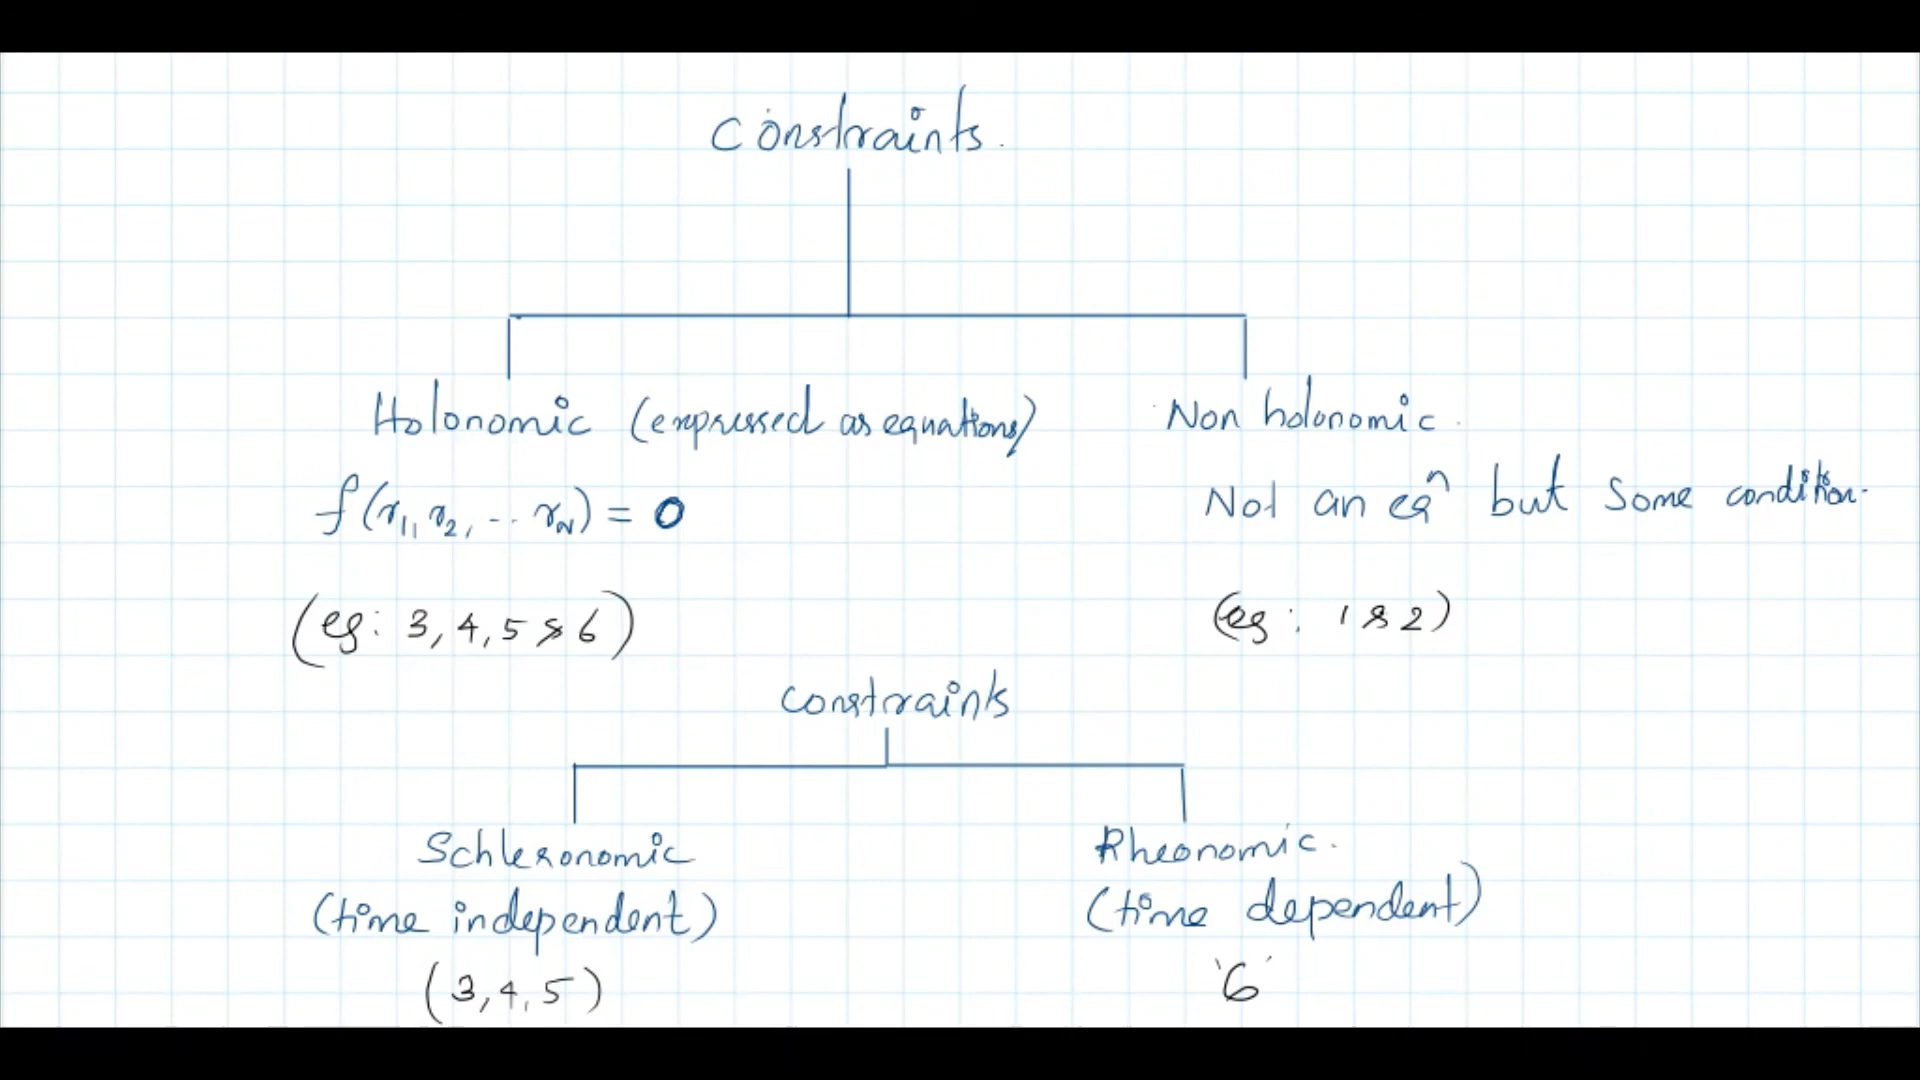 Constraints.
Holonomic (expressed as equations) Non holonomic.
f(r₁, r₂, -.. r_N) = 0 Not an eqⁿ but some condition.
(eg: 3, 4, 5 & 6) (eg: 1 & 2)
constraints
Schleronomic Rheonomic.
(time independent) (time dependent)
(3, 4, 5) '6'